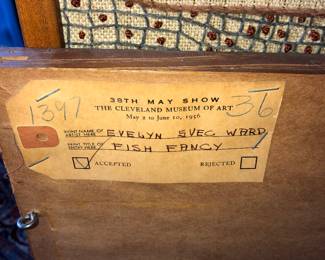 1397
38TH MAY SHOW
36
THE CLEVELAND MUSEUM OF ART
May 2 to June 10, 1956
PRINT NAME OF
ARTIST HERE
EVELYN SVEC WARD
PRINT TITLE OF
ENTRY HERE
FISH FANCY
ACCEPTED REJECTED